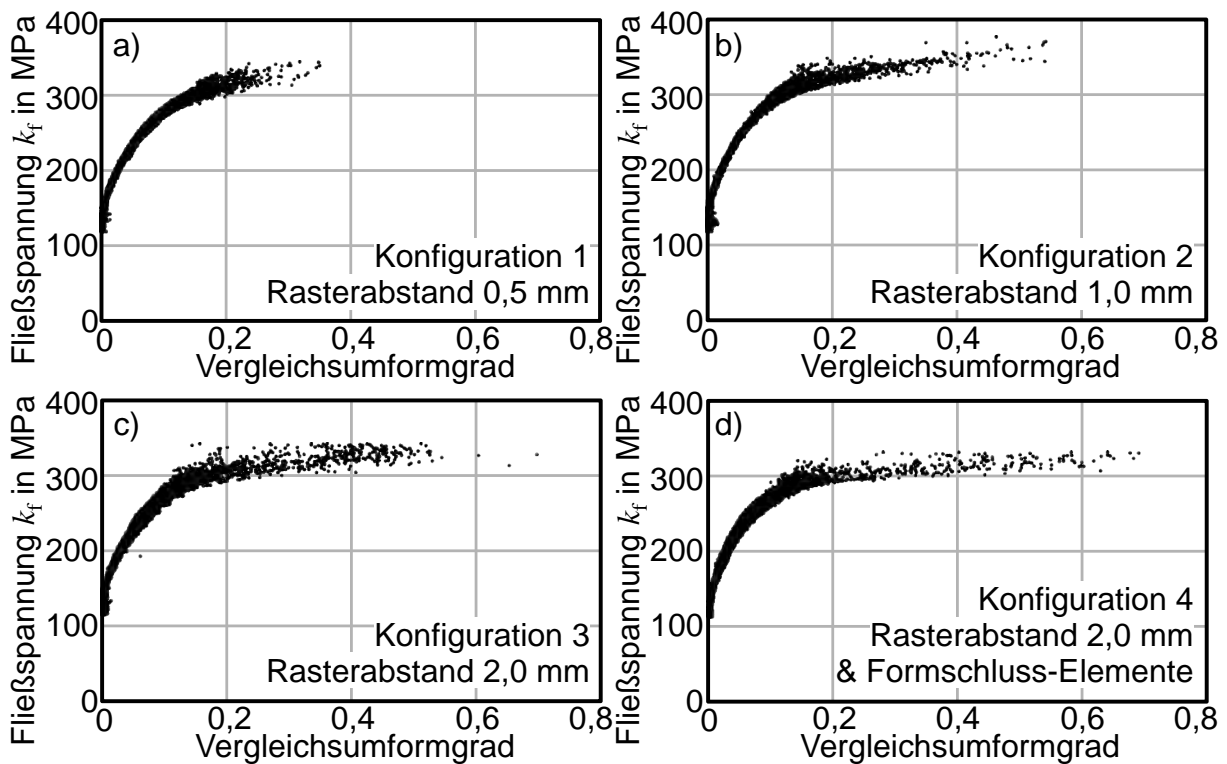 a)
Fließspannung kf in MPa
400
300
200
100
0
Konfiguration 1
Rasterabstand 0,5 mm
0 0,2 0,4 0,6 0,8
Vergleichsumformgrad
b)
Fließspannung kf in MPa
400
300
200
100
0
Konfiguration 2
Rasterabstand 1,0 mm
0 0,2 0,4 0,6 0,8
Vergleichsumformgrad
c)
Fließspannung kf in MPa
400
300
200
100
0
Konfiguration 3
Rasterabstand 2,0 mm
0 0,2 0,4 0,6 0,8
Vergleichsumformgrad
d)
Fließspannung kf in MPa
400
300
200
100
0
Konfiguration 4
Rasterabstand 2,0 mm
& Formschluss-Elemente
0 0,2 0,4 0,6 0,8
Vergleichsumformgrad